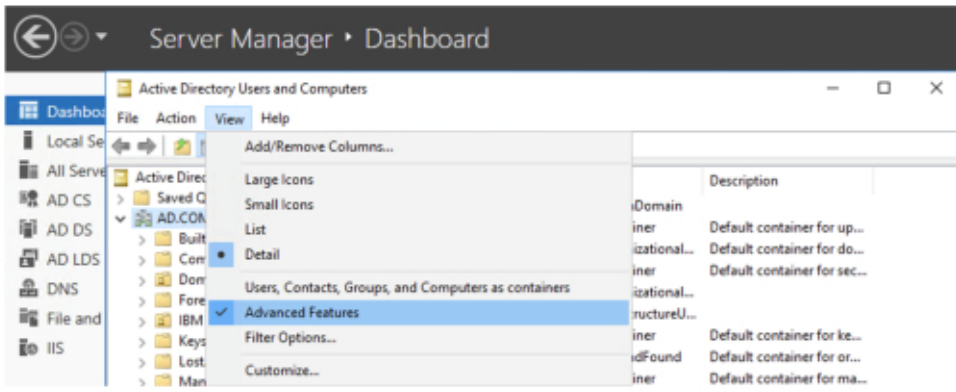 Server Manager ‣ Dashboard
Active Directory Users and Computers
File Action View Help
Dashboa
Local Se
All Serve
AD CS
AD DS
AD LDS
DNS
File and
IIS
Active Direc
Saved Q
AD.COM
Built
Com
Dom
Fore
IBM
Keys
Lost
Man
Add/Remove Columns...
Large Icons
Small Icons
List
Detail
Users, Contacts, Groups, and Computers as containers
Advanced Features
Filter Options...
Customize...
Description
Domain
iner Default container for up...
izational... Default container for do...
iner Default container for sec...
izational...
ructureU...
iner Default container for ke...
dFound Default container for or...
iner Default container for ma...